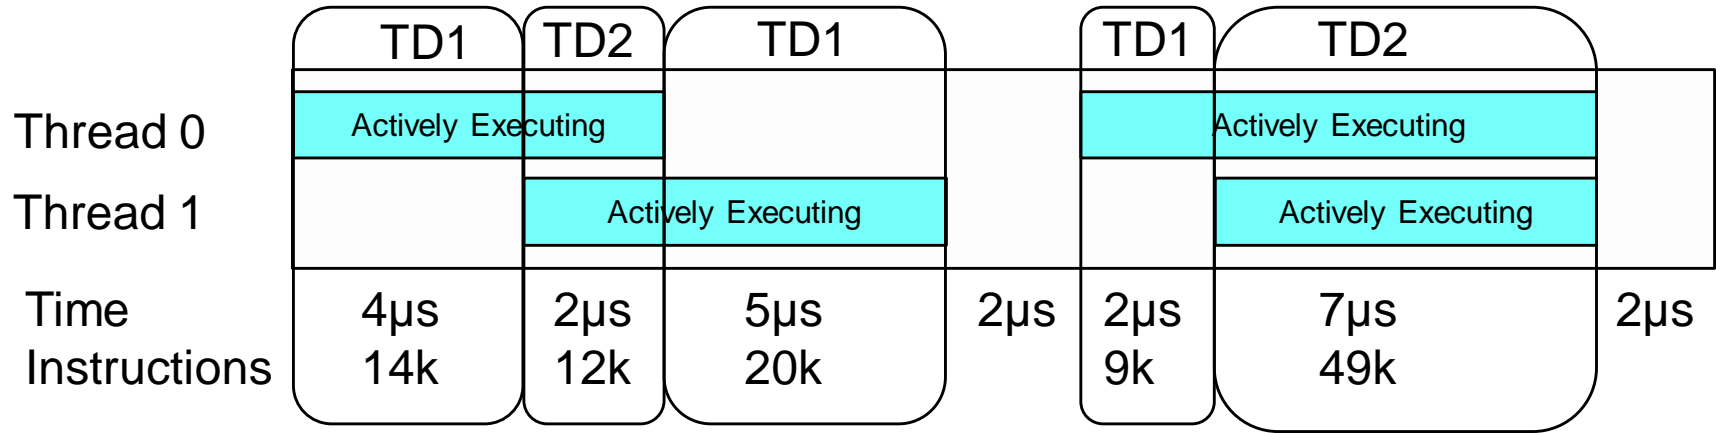 TD1 TD2 TD1 TD1 TD2
Thread 0 Actively Executing Actively Executing
Thread 1 Actively Executing Actively Executing
Time 4µs 2µs 5µs 2µs 2µs 7µs 2µs
Instructions 14k 12k 20k 9k 49k